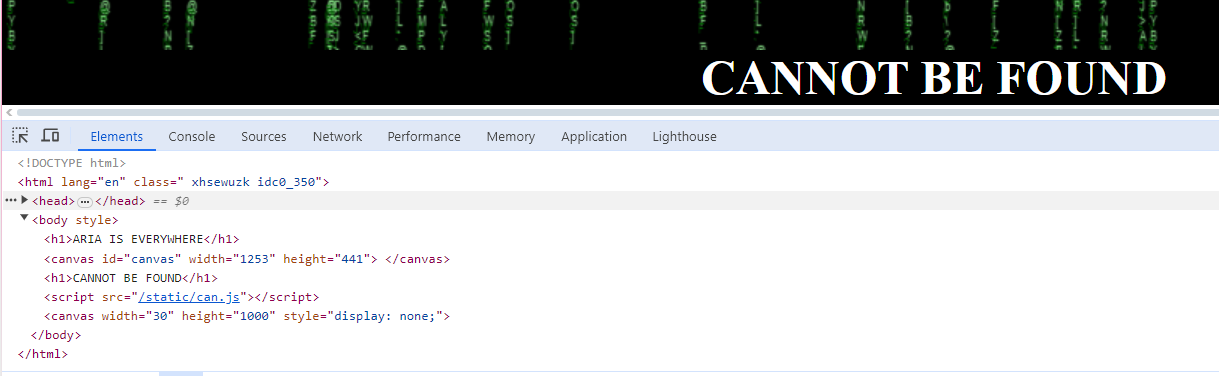 CANNOT BE FOUND
Elements Console Sources Network Performance Memory Application Lighthouse
<!DOCTYPE html>
<html lang="en" class=" xhsewuzk idc0_350">
••• ▶ <head> ••• </head> == $0
▼ <body style>
<h1>ARIA IS EVERYWHERE</h1>
<canvas id="canvas" width="1253" height="441"> </canvas>
<h1>CANNOT BE FOUND</h1>
<script src="/static/can.js"></script>
<canvas width="30" height="1000" style="display: none;">
</body>
</html>